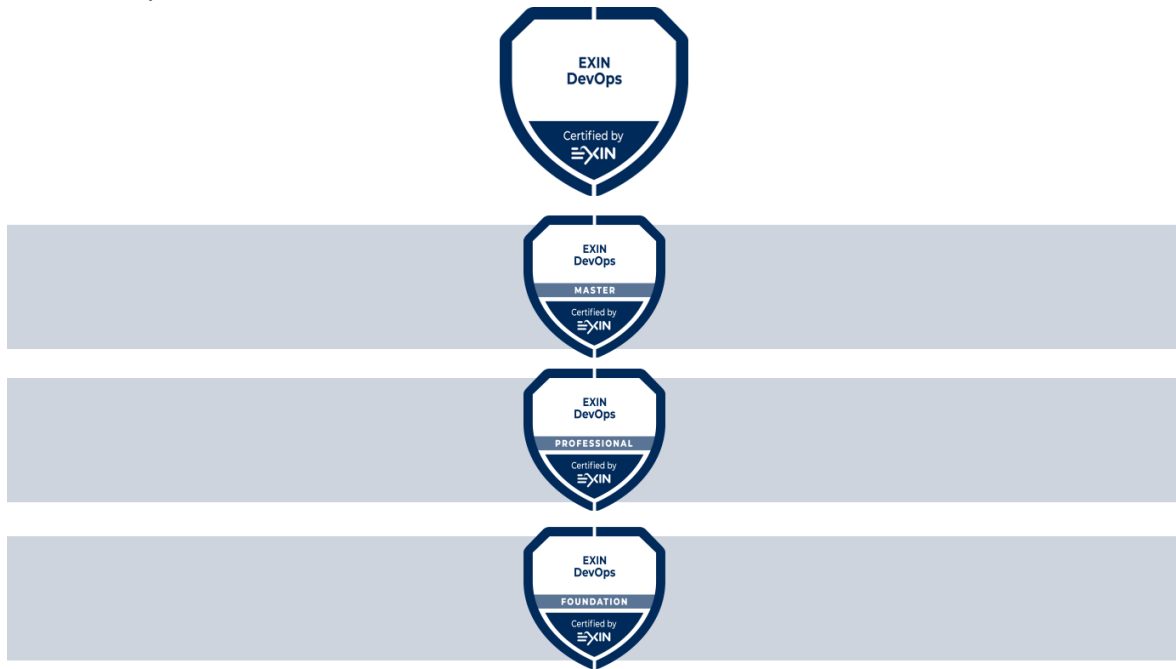 EXIN
DevOps
Certified by
EXIN
EXIN
DevOps
MASTER
Certified by
EXIN
EXIN
DevOps
PROFESSIONAL
Certified by
EXIN
EXIN
DevOps
FOUNDATION
Certified by
EXIN